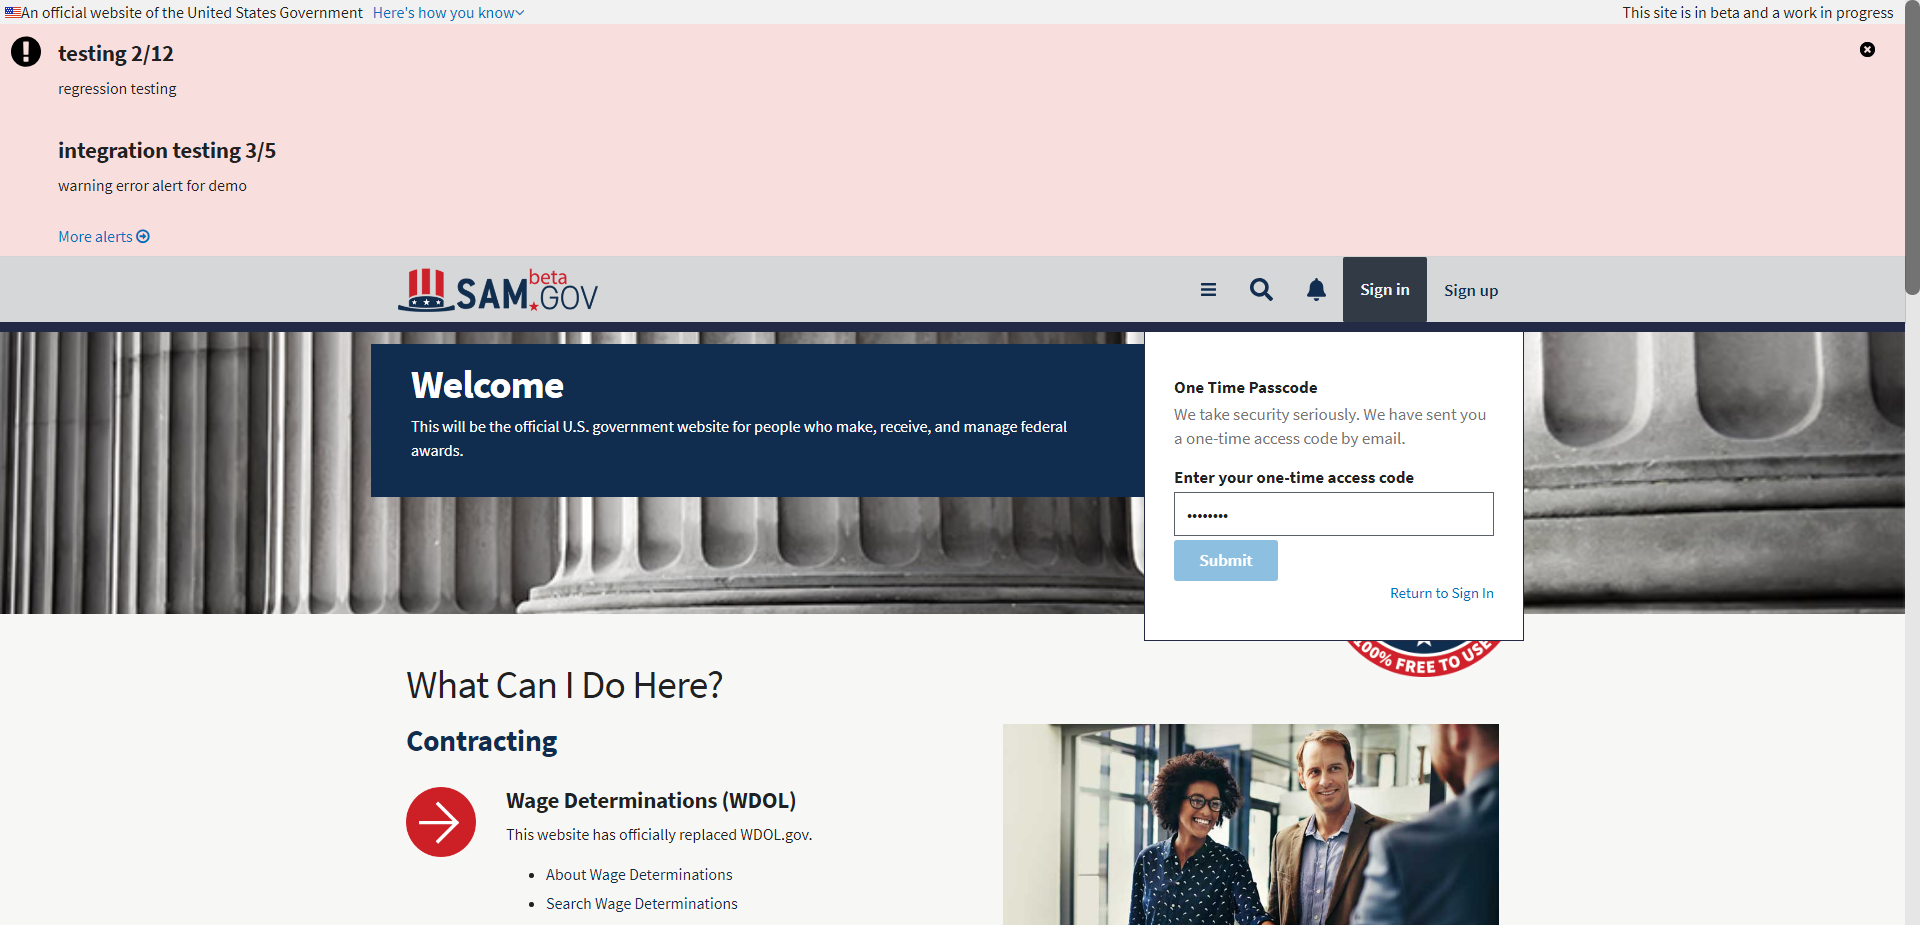 An official website of the United States Government Here's how you know
This site is in beta and a work in progress
testing 2/12
regression testing
integration testing 3/5
warning error alert for demo
More alerts
SAM.GOV beta
Sign in
Sign up
Welcome
This will be the official U.S. government website for people who make, receive, and manage federal
awards.
One Time Passcode
We take security seriously. We have sent you
a one-time access code by email.
Enter your one-time access code
••••••••
Submit
Return to Sign In
100% FREE TO USE
What Can I Do Here?
Contracting
Wage Determinations (WDOL)
This website has officially replaced WDOL.gov.
• About Wage Determinations
• Search Wage Determinations